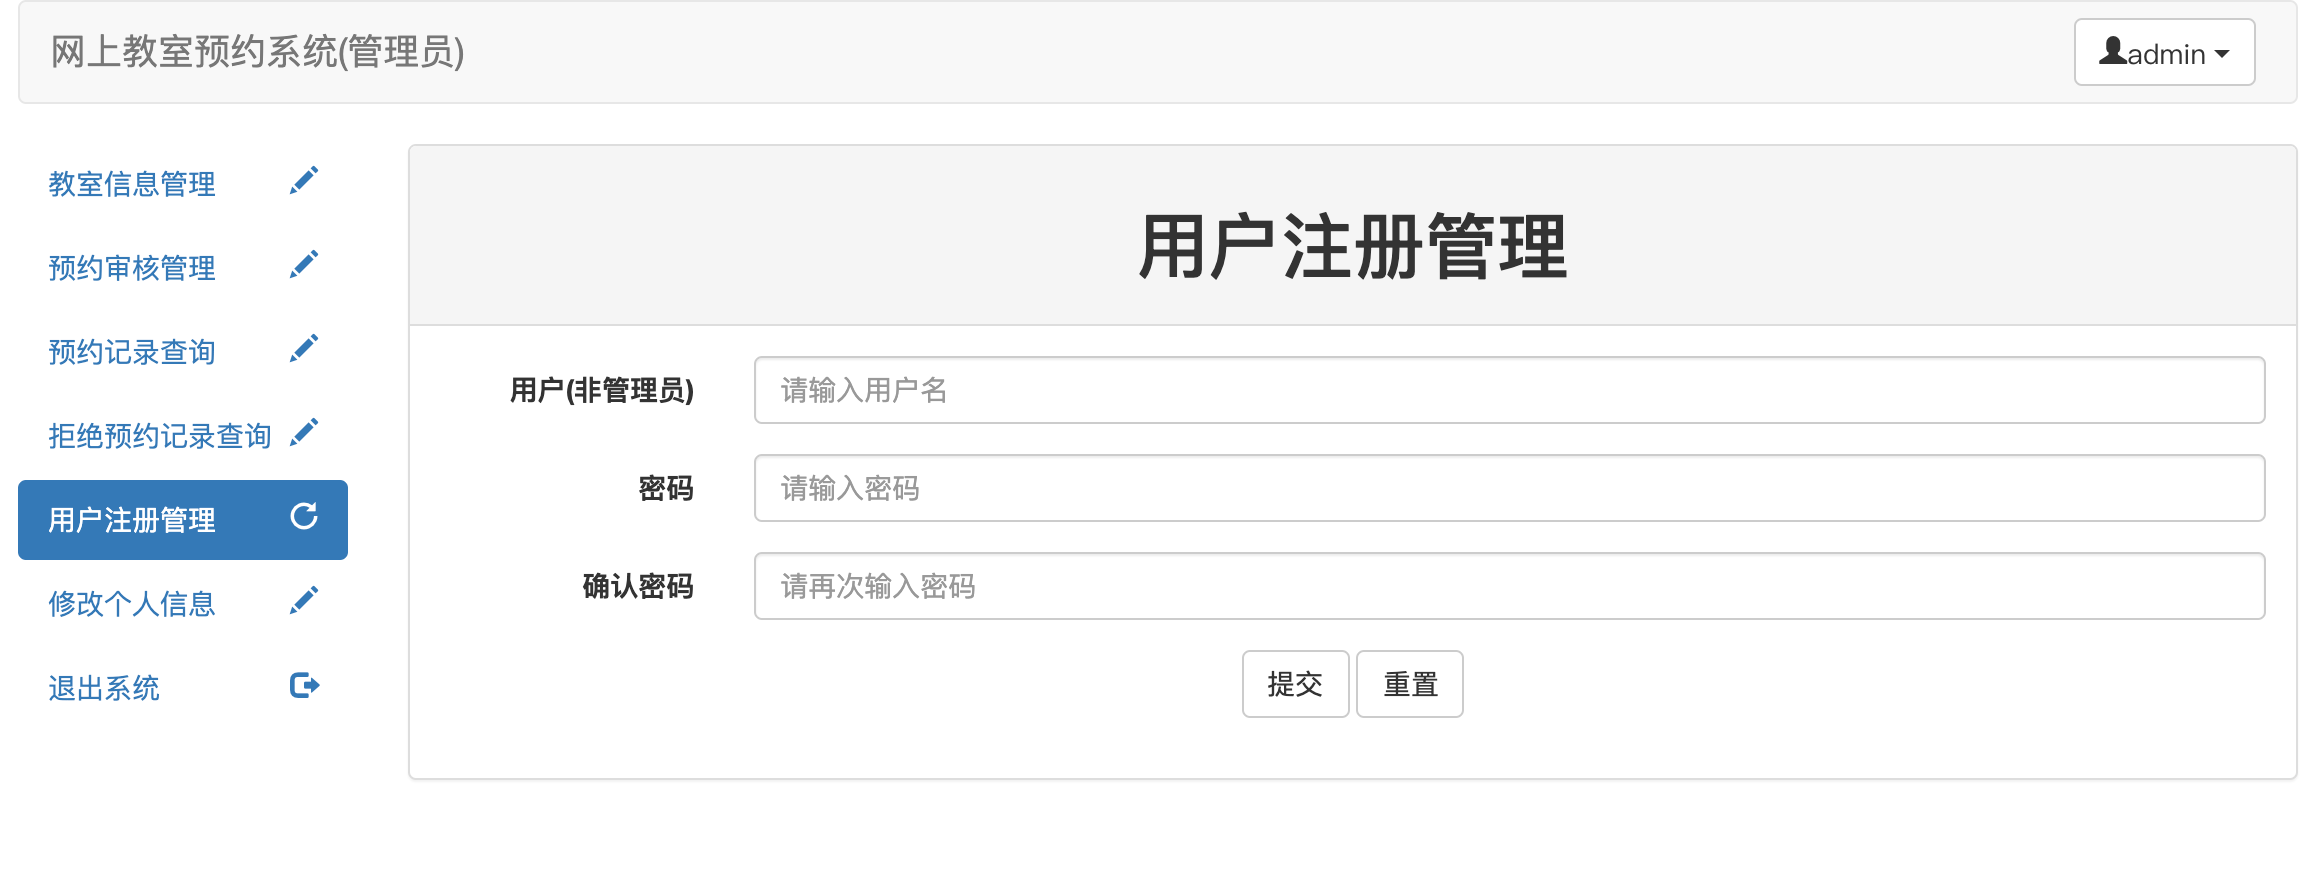 网上教室预约系统(管理员)
admin
教室信息管理
预约审核管理
预约记录查询
拒绝预约记录查询
用户注册管理
修改个人信息
退出系统
用户注册管理
用户(非管理员)
请输入用户名
密码
请输入密码
确认密码
请再次输入密码
提交 重置